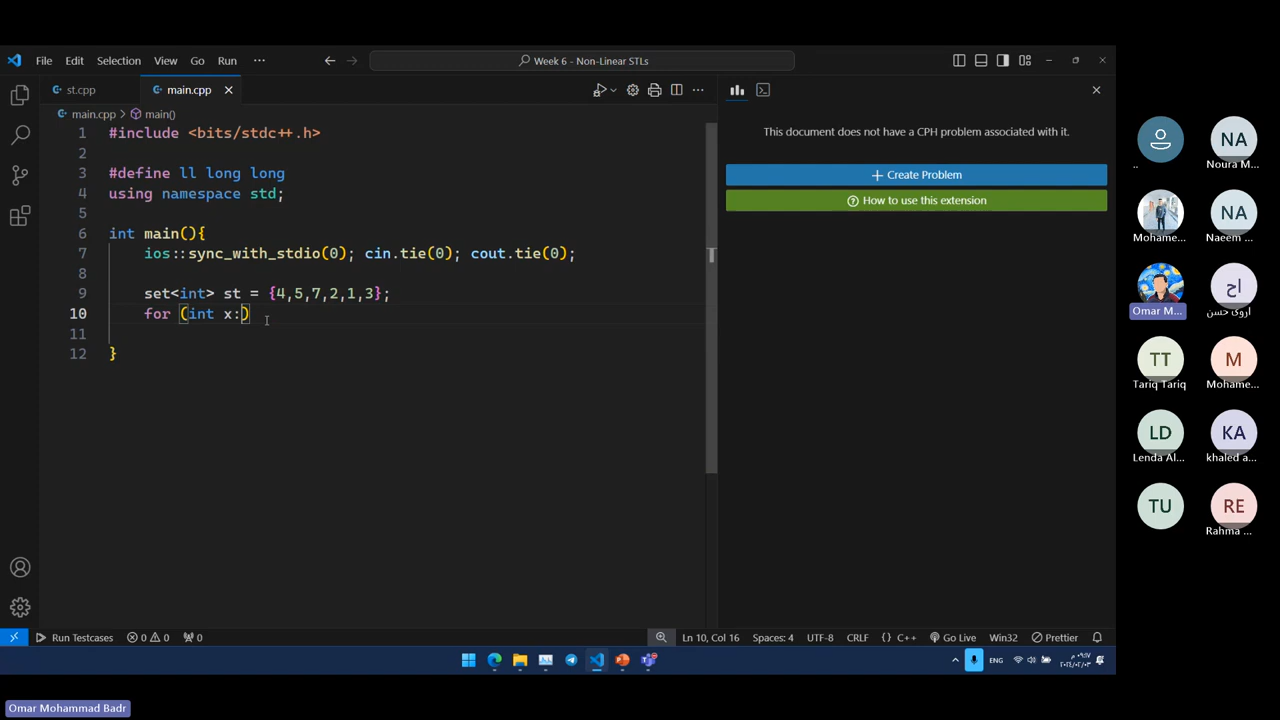 File Edit Selection View Go Run ··· Week 6 - Non-Linear STLs
st.cpp main.cpp
main.cpp > main()
1 #include <bits/stdc++.h>
2
3 #define ll long long
4 using namespace std;
5
6 int main(){
7 ios::sync_with_stdio(0); cin.tie(0); cout.tie(0);
8
9 set<int> st = {4,5,7,2,1,3};
10 for (int x:)
11
12 }
This document does not have a CPH problem associated with it.
+ Create Problem
How to use this extension
NA
.. Noura M...
NA
Mohame... Naeem ...
اح
Omar M... اروى حسن
TT M
Tariq Tariq Mohame...
LD KA
Lenda Al... khaled a...
TU RE
Rahma ...
Run Testcases 0 0 0 Ln 10, Col 16 Spaces: 4 UTF-8 CRLF {} C++ Go Live Win32 Prettier
ENG
Omar Mohammad Badr